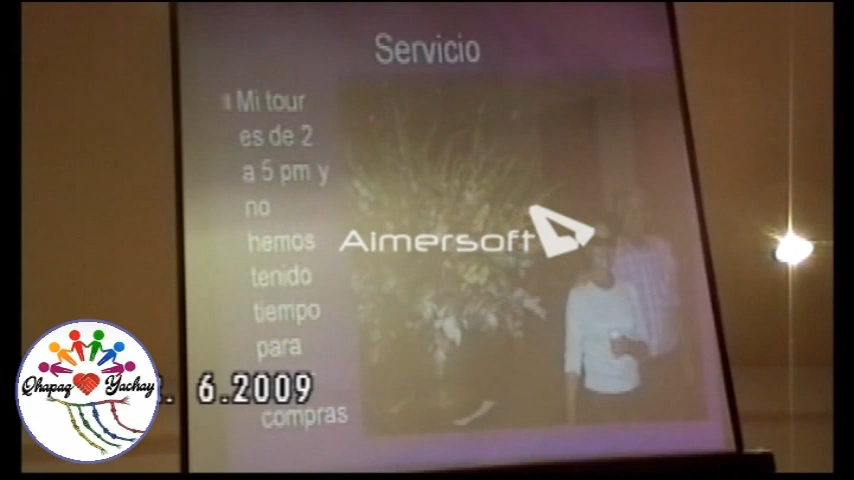 Servicio
Mi tour
es de 2
a 5 pm y
no
hemos
tenido
tiempo
para
compras
Aimersoft
Qhapaq Yachay
6.2009